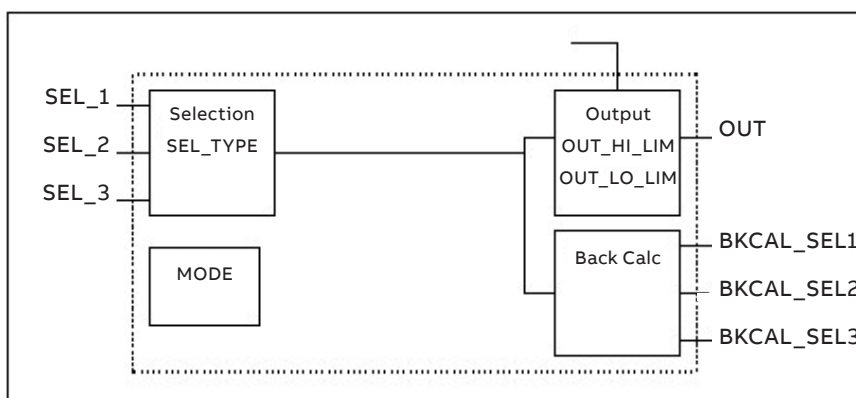 SEL_1
SEL_2
SEL_3
Selection
SEL_TYPE
MODE
Output
OUT_HI_LIM
OUT_LO_LIM
Back Calc
OUT
BKCAL_SEL1
BKCAL_SEL2
BKCAL_SEL3